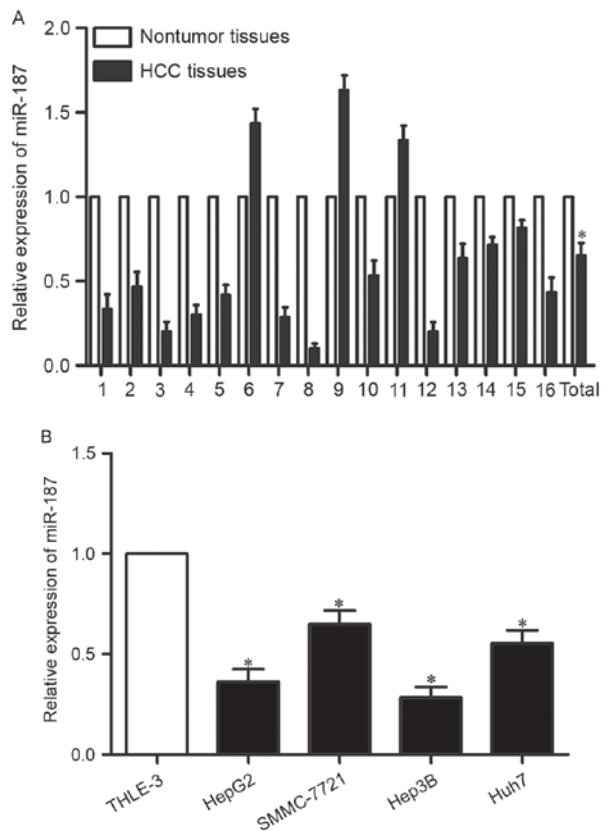 A
Relative expression of miR-187
2.0
1.5
1.0
0.5
0.0
Nontumor tissues
HCC tissues
*
1 2 3 4 5 6 7 8 9 10 11 12 13 14 15 16 Total
B
Relative expression of miR-187
1.5
1.0
0.5
0.0
* * * *
THLE-3 HepG2 SMMC-7721 Hep3B Huh7